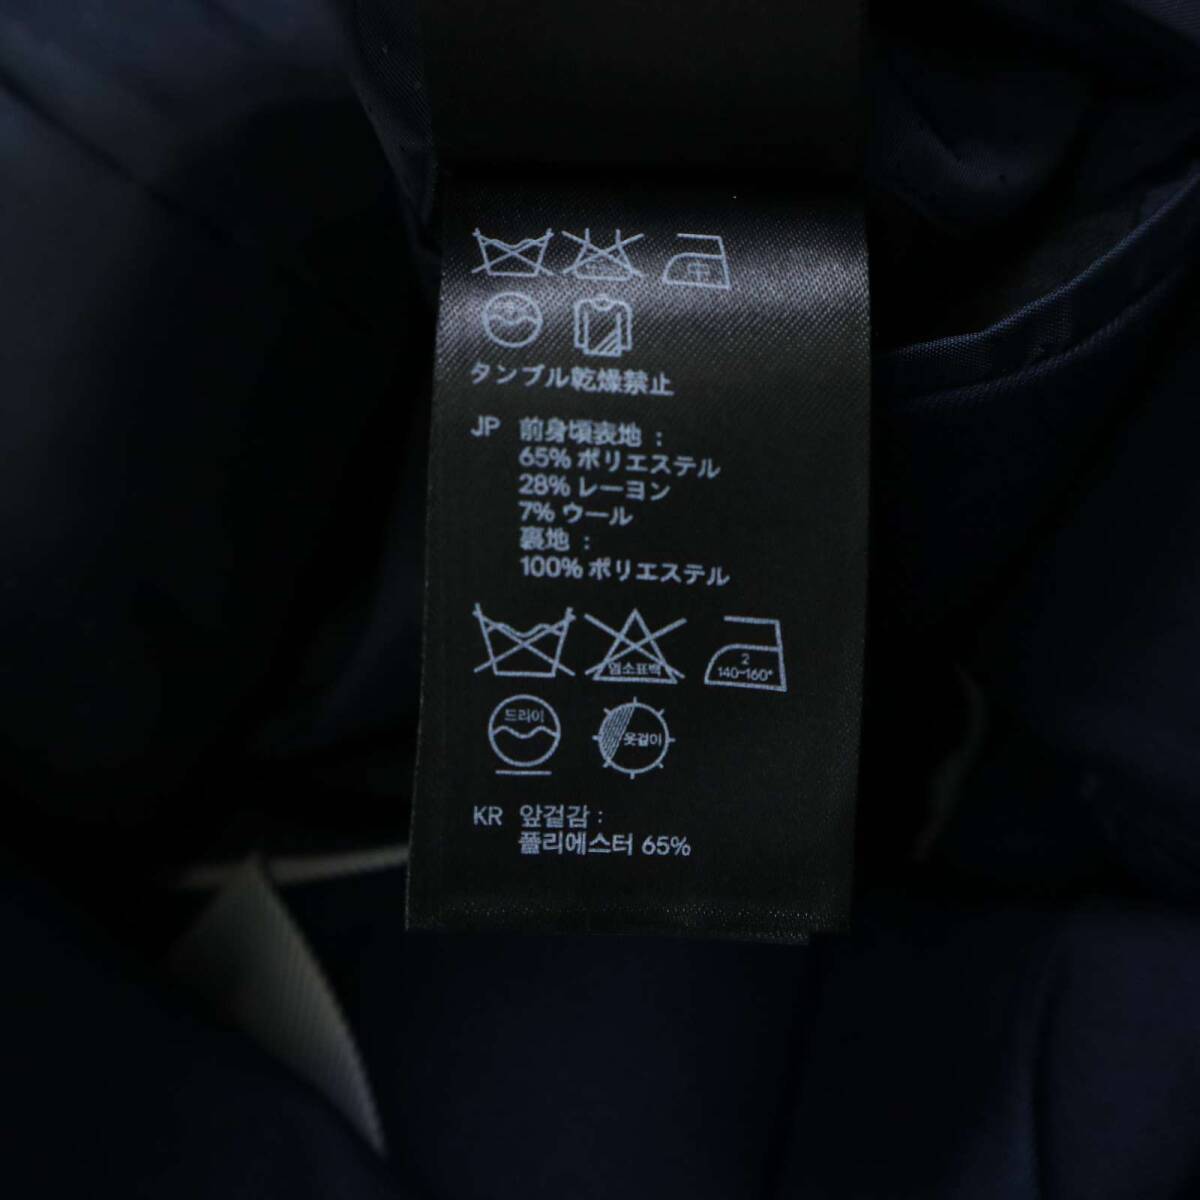 中
タンブル乾燥禁止
JP 前身頃表地 :
65% ポリエステル
28% レーヨン
7% ウール
裏地 :
100% ポリエステル
염소표백
2
140~160°
드라이
옷걸이
KR 앞겉감 :
폴리에스터 65%